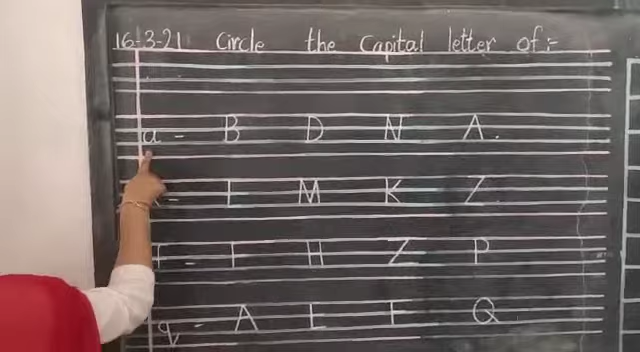 16-3-21 Circle the Capital letter of:-
a - B D N A.
- I M K Z.
- I H Z P
q - A L I Q